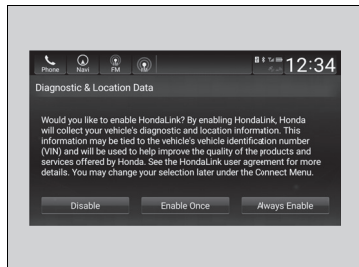 Phone Navi FM 12:34
Diagnostic & Location Data
Would you like to enable HondaLink? By enabling HondaLink, Honda
will collect your vehicle's diagnostic and location information. This
information may be tied to the vehicle's vehicle identification number
(VIN) and will be used to help improve the quality of the products and
services offered by Honda. See the HondaLink user agreement for more
details. You may change your selection later under the Connect Menu.
Disable Enable Once Always Enable